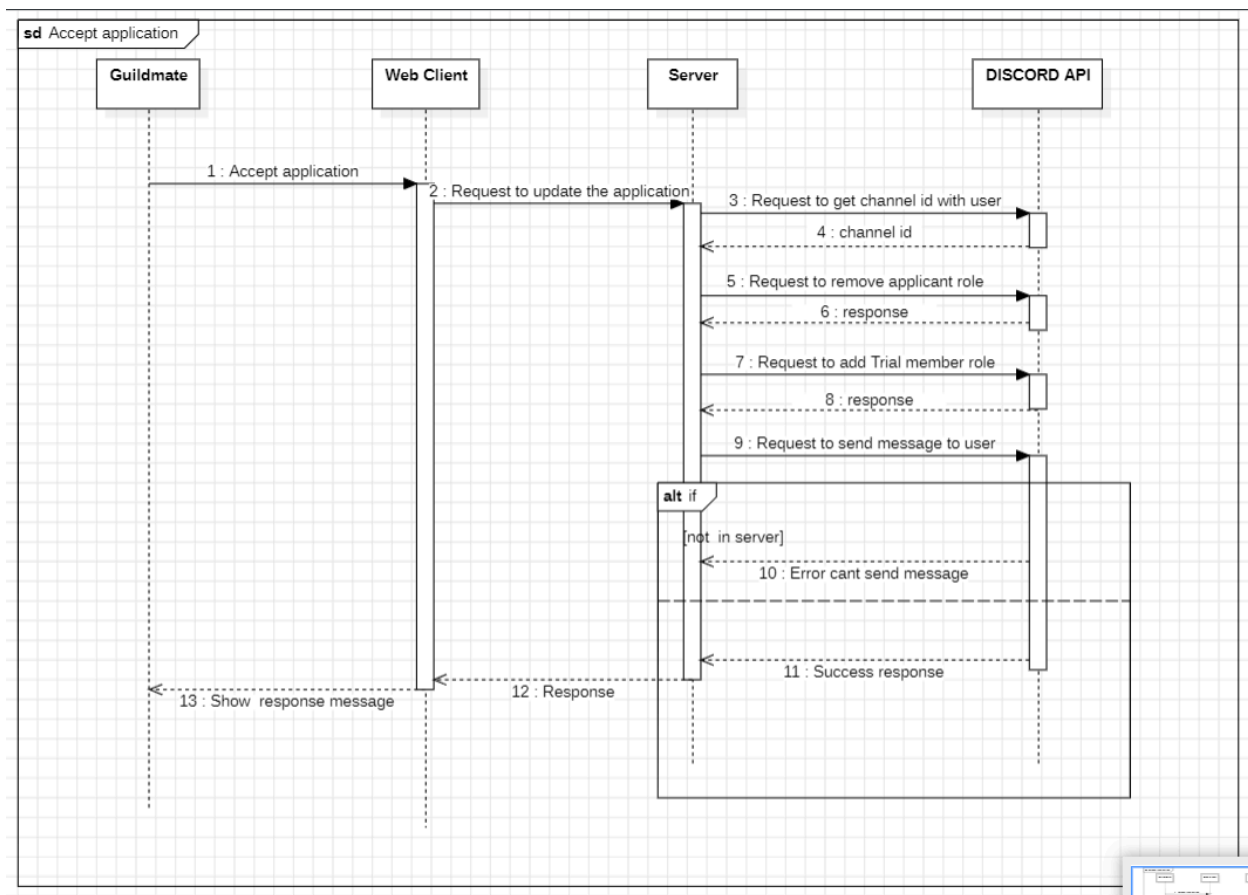 sd Accept application
Guildmate
Web Client
Server
DISCORD API
1 : Accept application
2 : Request to update the application
3 : Request to get channel id with user
4 : channel id
5 : Request to remove applicant role
6 : response
7 : Request to add Trial member role
8 : response
9 : Request to send message to user
alt if
[not in server]
10 : Error cant send message
11 : Success response
12 : Response
13 : Show response message